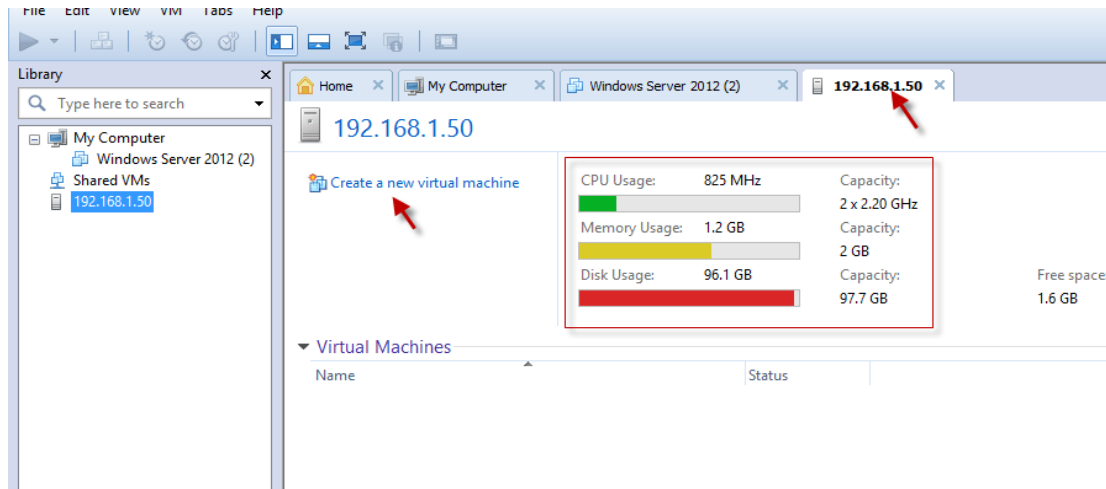 File Edit View VM Tabs Help
Library
Type here to search
My Computer
Windows Server 2012 (2)
Shared VMs
192.168.1.50
Home My Computer Windows Server 2012 (2) 192.168.1.50
192.168.1.50
Create a new virtual machine
CPU Usage: 825 MHz Capacity:
2 x 2.20 GHz
Memory Usage: 1.2 GB Capacity:
2 GB
Disk Usage: 96.1 GB Capacity: Free space
97.7 GB 1.6 GB
Virtual Machines
Name Status